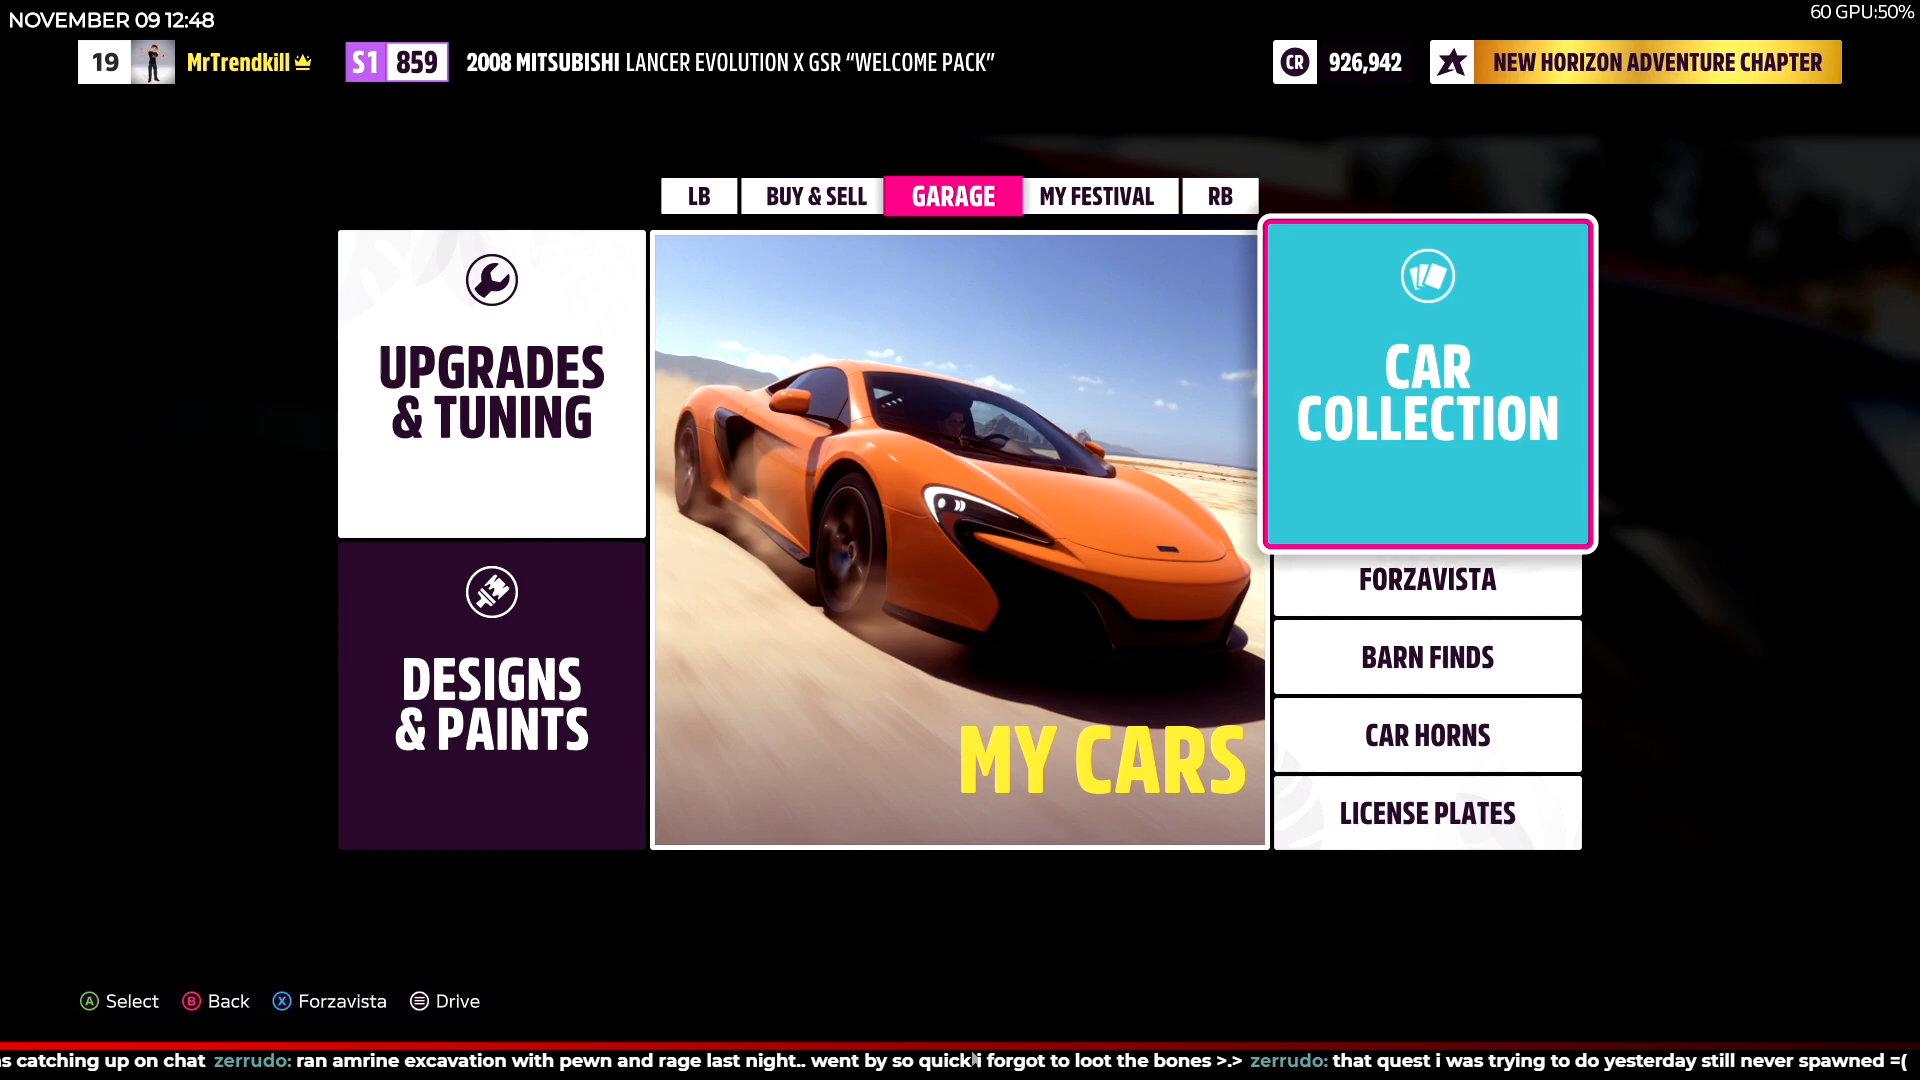 NOVEMBER 09 12:48
60 GPU:50%
19 MrTrendkill S1 859 2008 MITSUBISHI LANCER EVOLUTION X GSR “WELCOME PACK” CR 926,942 NEW HORIZON ADVENTURE CHAPTER
LB BUY & SELL GARAGE MY FESTIVAL RB
UPGRADES
& TUNING
DESIGNS
& PAINTS
MY CARS
CAR
COLLECTION
FORZAVISTA
BARN FINDS
CAR HORNS
LICENSE PLATES
A Select B Back X Forzavista Drive
as catching up on chat zerrudo: ran amrine excavation with pewn and rage last night.. went by so quick i forgot to loot the bones >.> zerrudo: that quest i was trying to do yesterday still never spawned =(